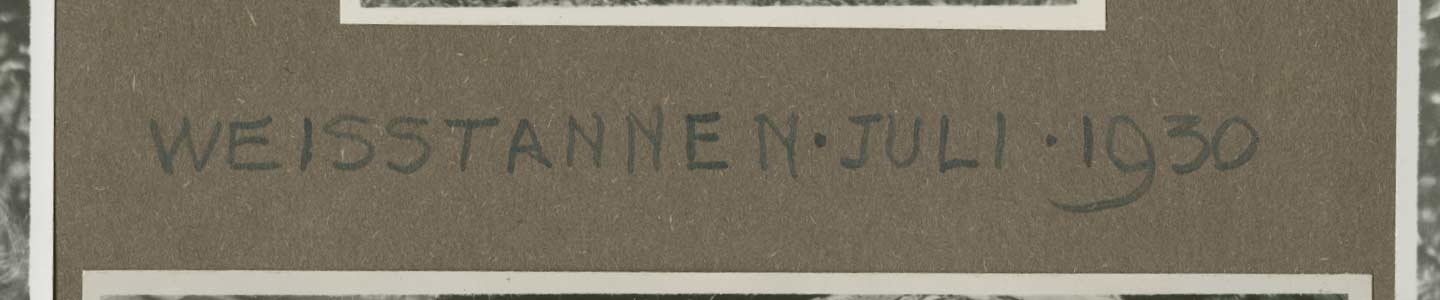 WEISSTANNEN · JULI · 1930